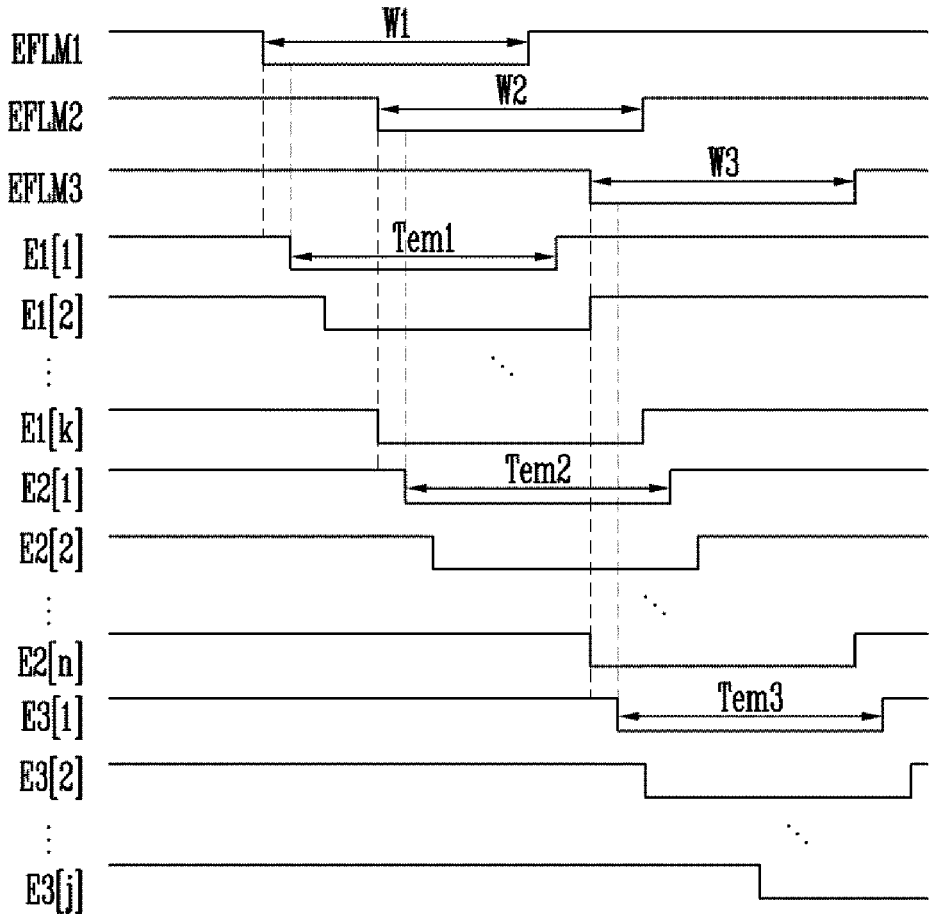 W1
EFLM1
W2
EFLM2
W3
EFLM3
Tem1
E1[1]
E1[2]
⋮
⋱
E1[k]
Tem2
E2[1]
E2[2]
⋮
⋱
E2[n]
Tem3
E3[1]
E3[2]
⋮
⋱
E3[j]